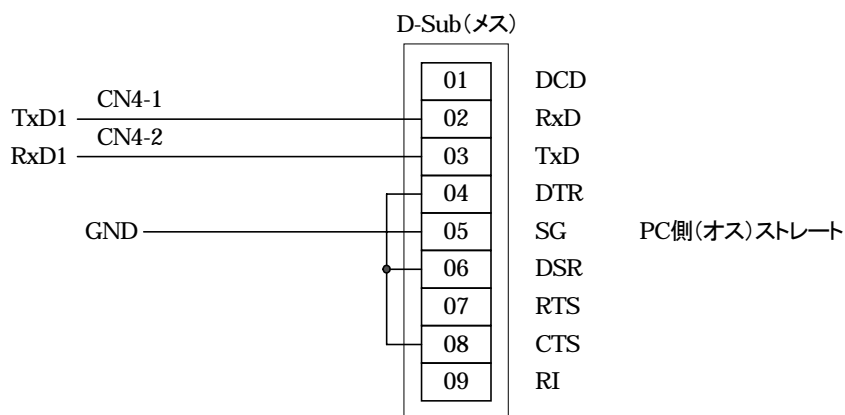 D-Sub（メス）
01 DCD
CN4-1
TxD1 02 RxD
CN4-2
RxD1 03 TxD
04 DTR
GND 05 SG PC側（オス）ストレート
06 DSR
07 RTS
08 CTS
09 RI